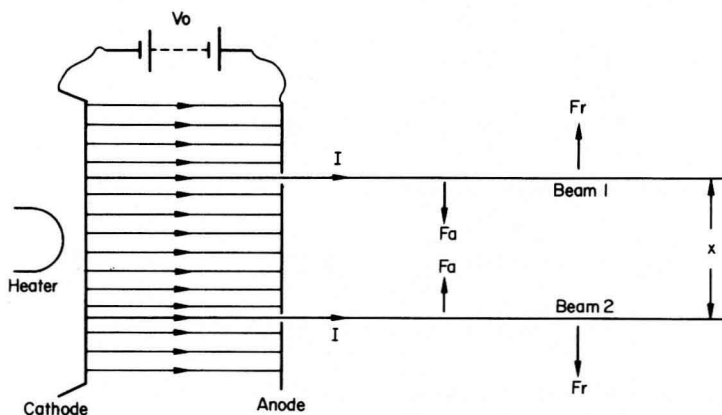 Vo
Fr
I
Beam 1
Fa
x
Heater
Fa
Beam 2
I
Fr
Cathode
Anode